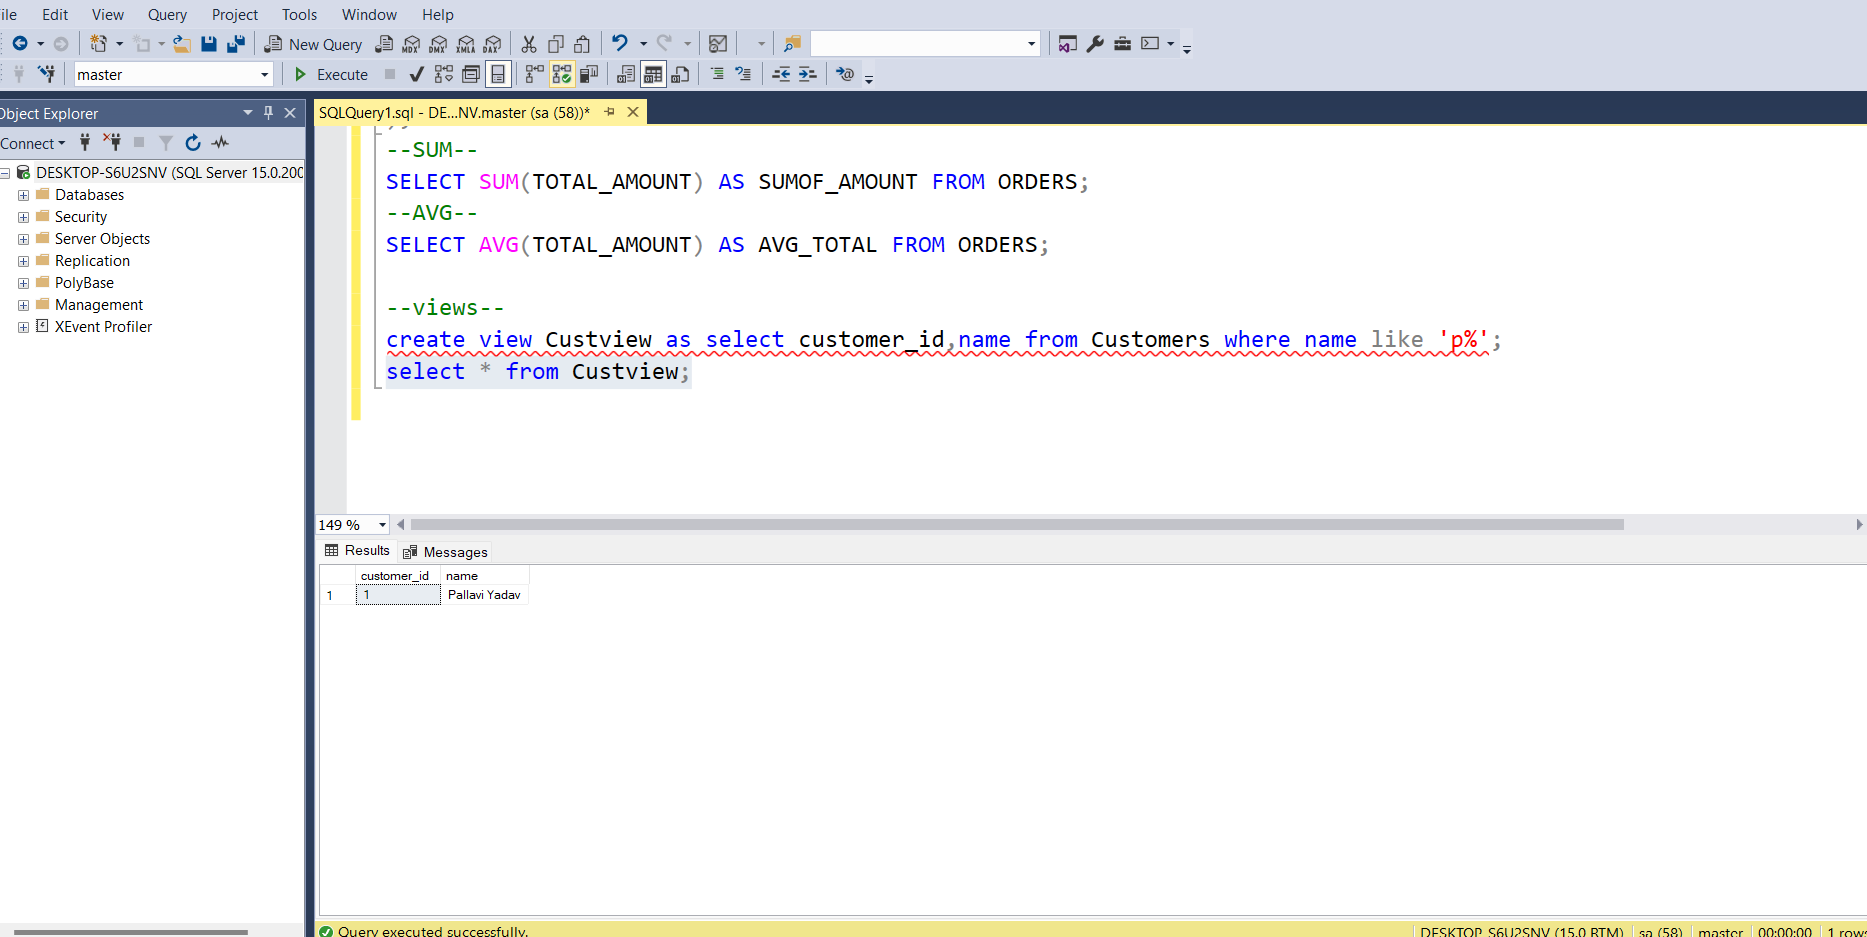 ile Edit View Query Project Tools Window Help
New Query MDX DMX XMLA DAX
master Execute
Object Explorer
Connect
DESKTOP-S6U2SNV (SQL Server 15.0.200
Databases
Security
Server Objects
Replication
PolyBase
Management
XEvent Profiler
SQLQuery1.sql - DE...NV.master (sa (58))*
--SUM--
SELECT SUM(TOTAL_AMOUNT) AS SUMOF_AMOUNT FROM ORDERS;
--AVG--
SELECT AVG(TOTAL_AMOUNT) AS AVG_TOTAL FROM ORDERS;
--views--
create view Custview as select customer_id,name from Customers where name like 'p%';
select * from Custview;
149 %
Results Messages
customer_id name
1 1 Pallavi Yadav
Query executed successfully. DESKTOP-S6U2SNV (15.0 RTM) sa (58) master 00:00:00 1 rows